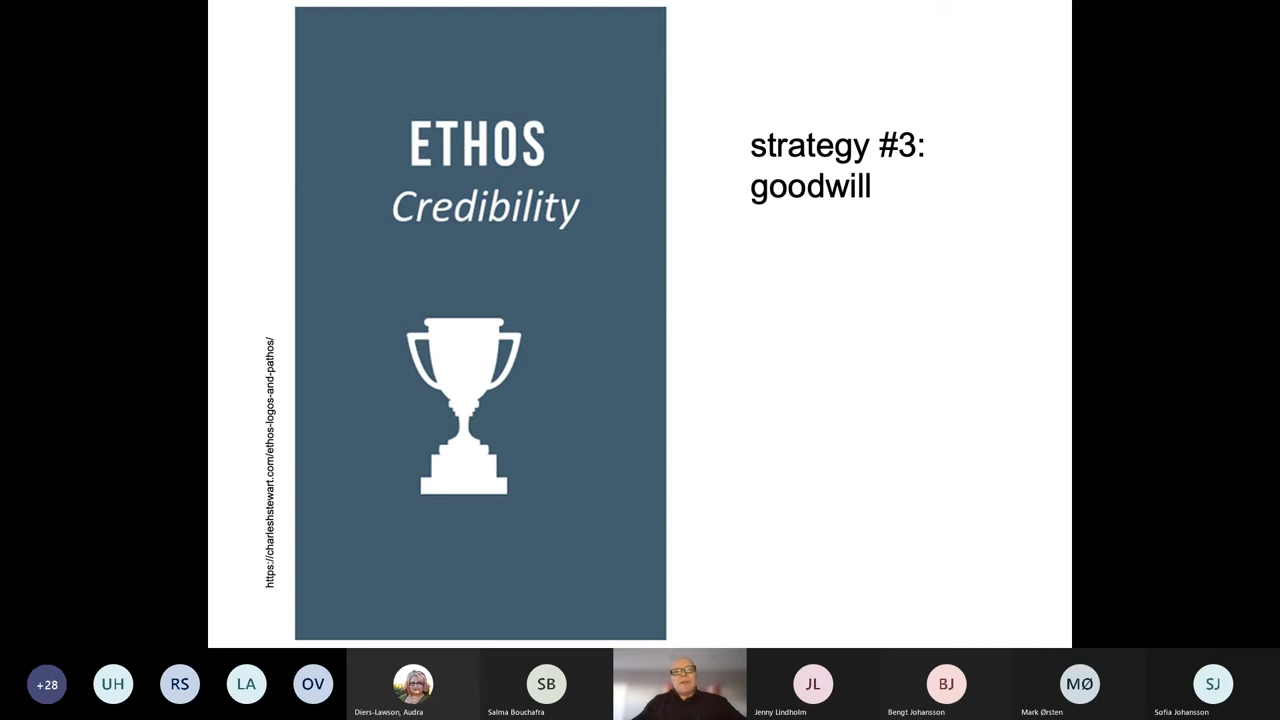 ETHOS
Credibility
strategy #3:
goodwill
https://charleshstewart.com/ethos-logos-and-pathos/
+28
UH
RS
LA
OV
Diers-Lawson, Audra
SB
Salma Bouchafra
JL
Jenny Lindholm
BJ
Bengt Johansson
MØ
Mark Ørsten
SJ
Sofia Johansson